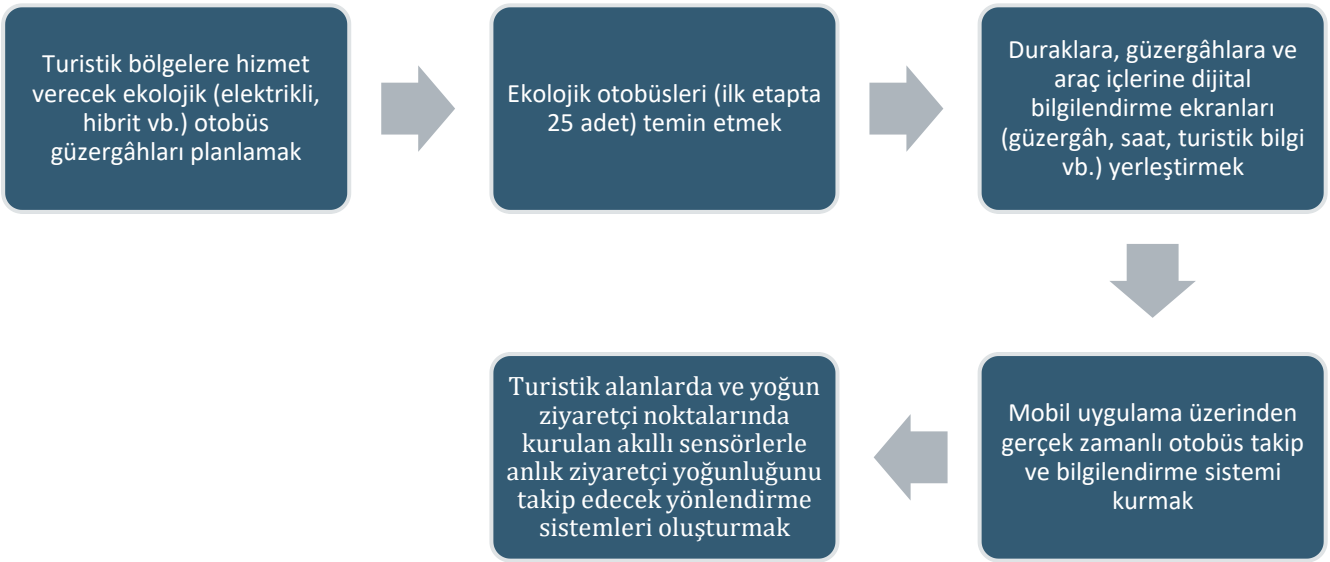 Turistik bölgelere hizmet
verecek ekolojik (elektrikli,
hibrit vb.) otobüs
güzergâhları planlamak
Ekolojik otobüsleri (ilk etapta
25 adet) temin etmek
Duraklara, güzergâhlara ve
araç içlerine dijital
bilgilendirme ekranları
(güzergâh, saat, turistik bilgi
vb.) yerleştirmek
Mobil uygulama üzerinden
gerçek zamanlı otobüs takip
ve bilgilendirme sistemi
kurmak
Turistik alanlarda ve yoğun
ziyaretçi noktalarında
kurulan akıllı sensörlerle
anlık ziyaretçi yoğunluğunu
takip edecek yönlendirme
sistemleri oluşturmak